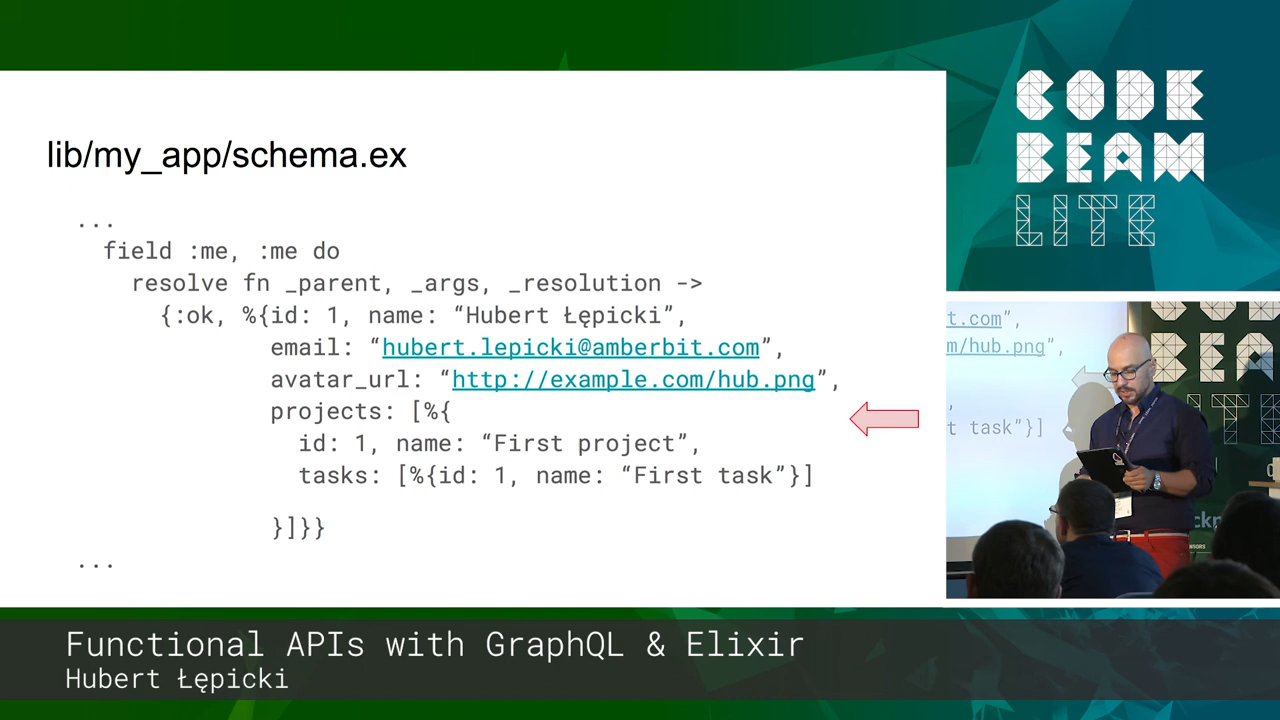 lib/my_app/schema.ex
...
field :me, :me do
resolve fn _parent, _args, _resolution ->
{:ok, %{id: 1, name: “Hubert Łępicki”,
email: “hubert.lepicki@amberbit.com”,
avatar_url: “http://example.com/hub.png”,
projects: [%{
id: 1, name: “First project”,
tasks: [%{id: 1, name: “First task”}]
}]}}
...
CODE
BEAM
LITE
t.com”,
m/hub.png”,
t task”}]
BEA
Functional APIs with GraphQL & Elixir
Hubert Łępicki